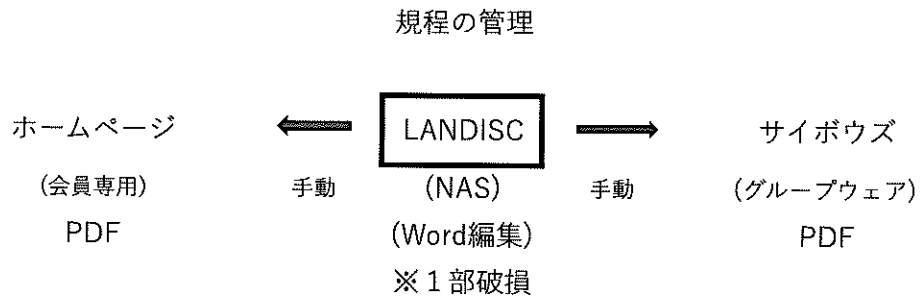 規程の管理
ホームページ
(会員専用)
PDF
手動
LANDISC
(NAS)
(Word編集)
※１部破損
手動
サイボウズ
(グループウェア)
PDF